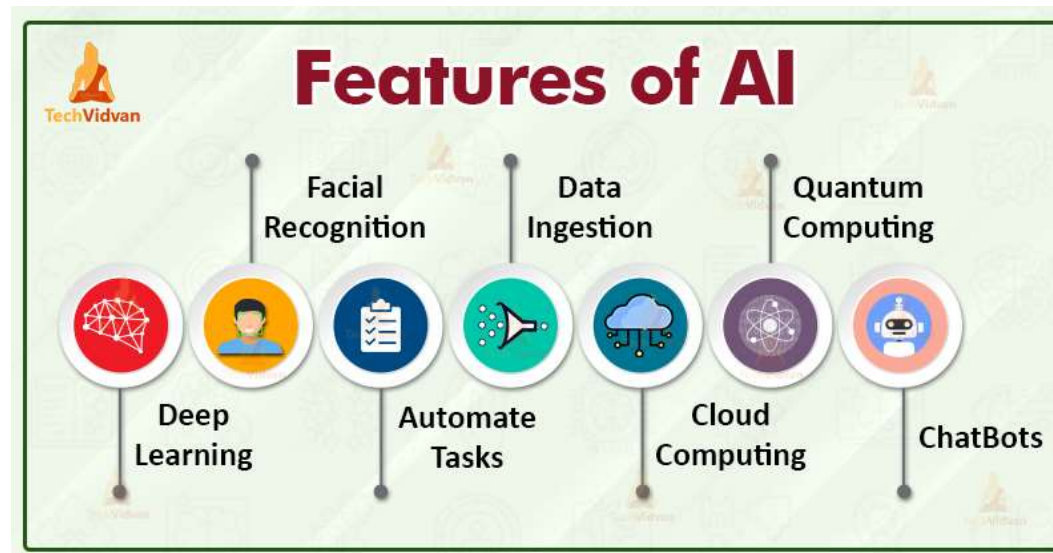 Features of AI
TechVidvan
Facial
Recognition
Data
Ingestion
Quantum
Computing
Deep
Learning
Automate
Tasks
Cloud
Computing
ChatBots